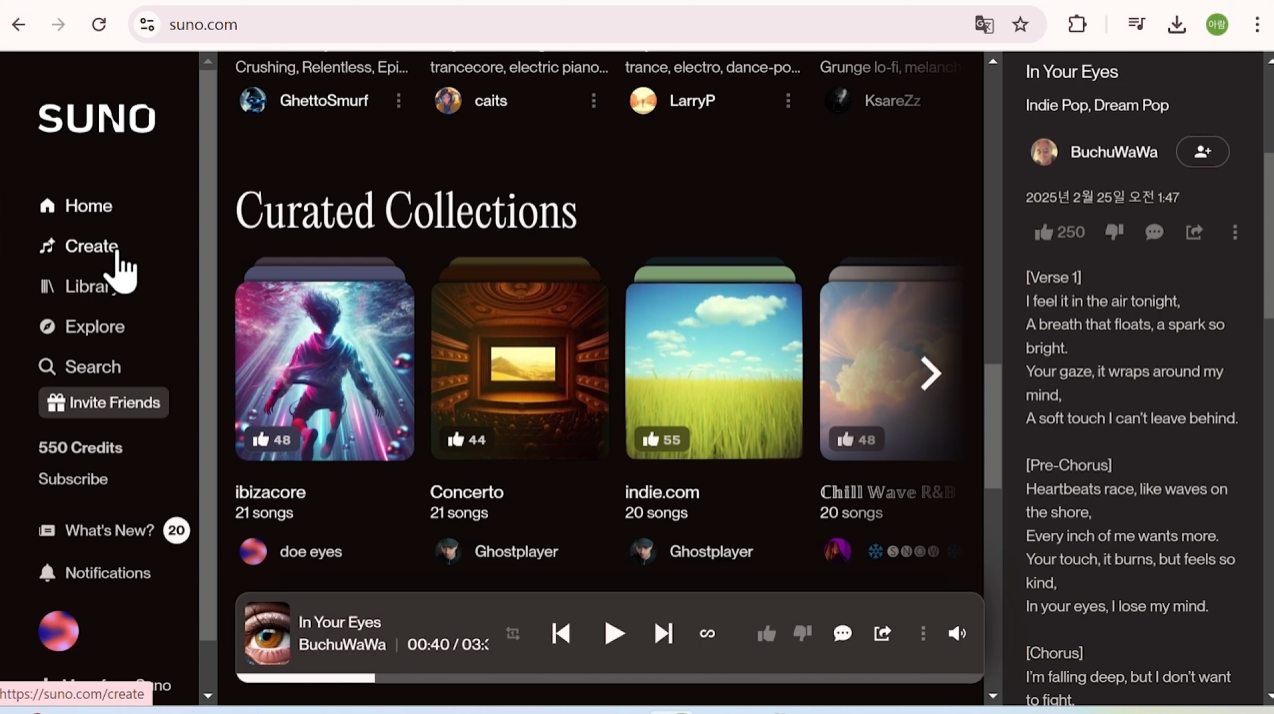 suno.com
아람
SUNO
Home
Create
Explore
Search
Invite Friends
550 Credits
Subscribe
What's New? 20
Notifications
https://suno.com/create
Crushing, Relentless, Epi...
GhettoSmurf
trancecore, electric piano...
caits
trance, electro, dance-po...
LarryP
Grunge lo-fi, melanch
KsareZz
Curated Collections
48
ibizacore
21 songs
doe eyes
44
Concerto
21 songs
Ghostplayer
55
indie.com
20 songs
Ghostplayer
48
ℂ𝕙𝕚𝕝𝕝 𝕎𝕒𝕧𝕖 ℝ&𝔹
20 songs
❄🅢🅝🅞🅦❄
In Your Eyes
BuchuWaWa | 00:40 / 03:
In Your Eyes
Indie Pop, Dream Pop
BuchuWaWa
2025년 2월 25일 오전 1:47
250
[Verse 1]
I feel it in the air tonight,
A breath that floats, a spark so
bright.
Your gaze, it wraps around my
mind,
A soft touch I can't leave behind.
[Pre-Chorus]
Heartbeats race, like waves on
the shore,
Every inch of me wants more.
Your touch, it burns, but feels so
kind,
In your eyes, I lose my mind.
[Chorus]
I'm falling deep, but I don't want
to fight.